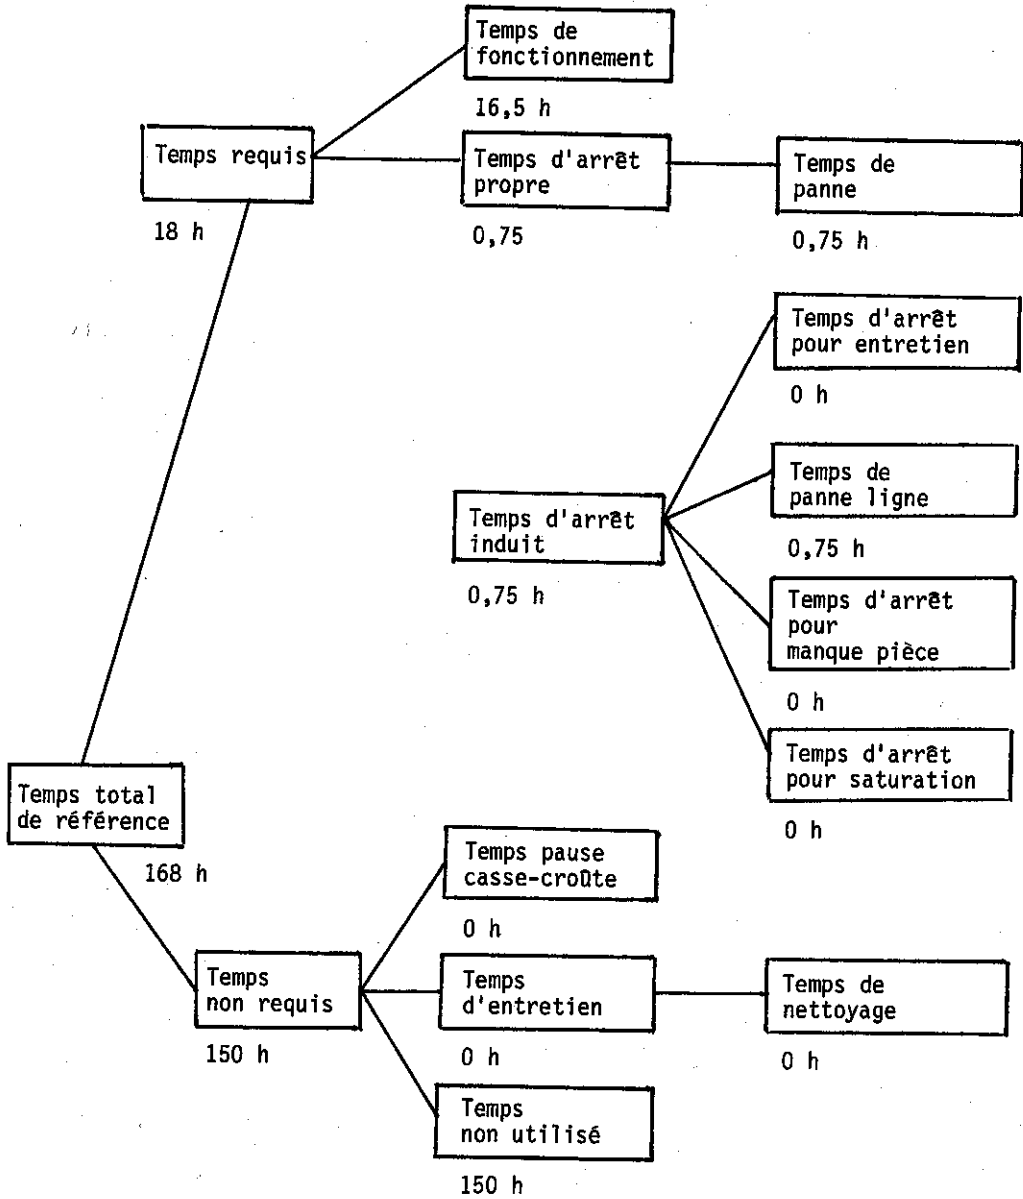 Temps de
fonctionnement
16,5 h
Temps requis
18 h
Temps d'arrêt
propre
0,75
Temps de
panne
0,75 h
Temps d'arrêt
pour entretien
0 h
Temps d'arrêt
induit
0,75 h
Temps de
panne ligne
0,75 h
Temps d'arrêt
pour
manque pièce
0 h
Temps d'arrêt
pour saturation
0 h
Temps total
de référence
168 h
Temps pause
casse-croûte
0 h
Temps
non requis
150 h
Temps
d'entretien
0 h
Temps de
nettoyage
0 h
Temps
non utilisé
150 h